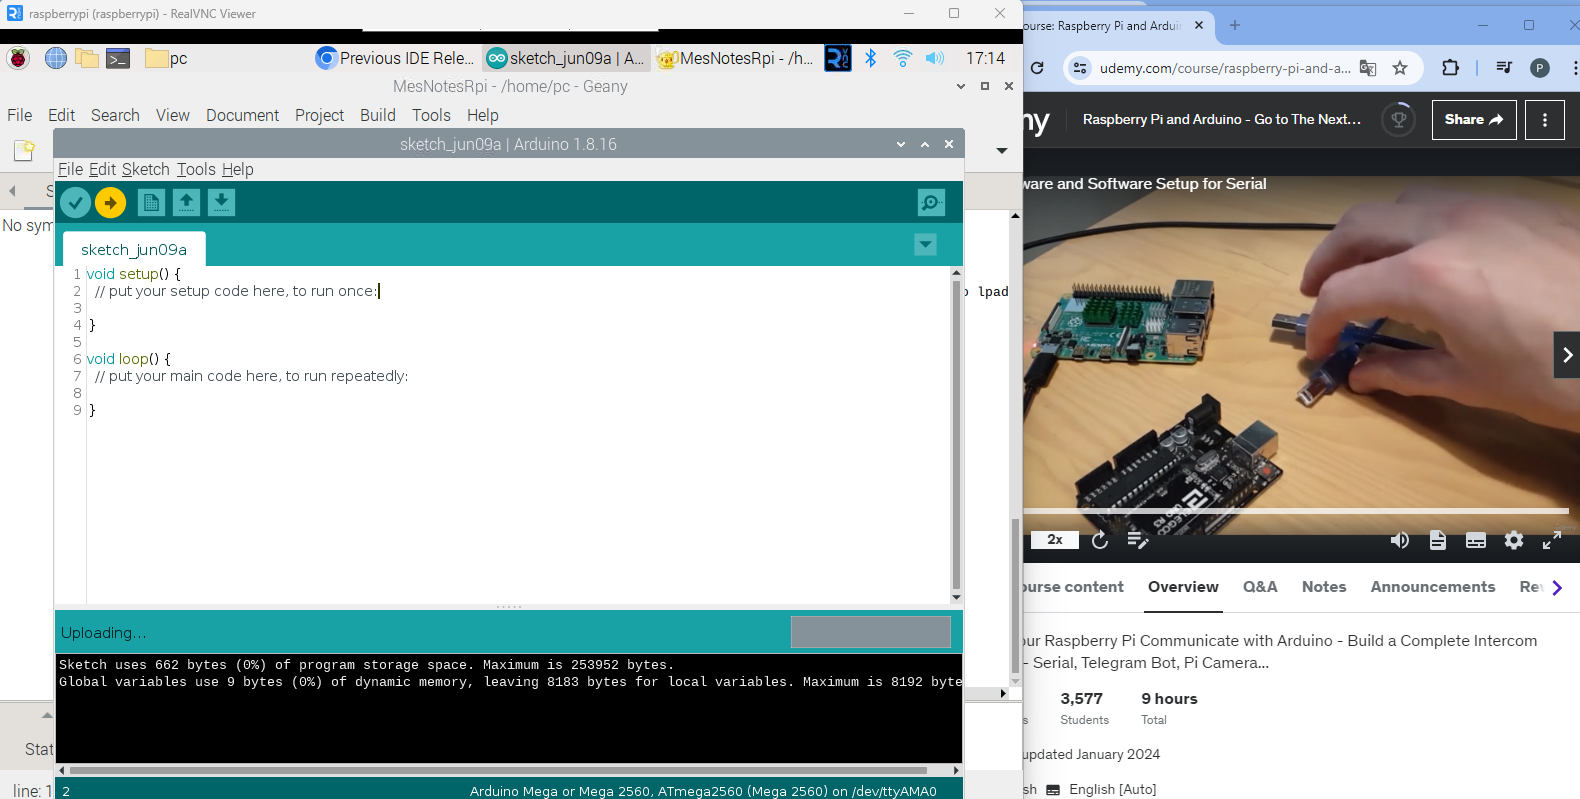 raspberrypi (raspberrypi) - RealVNC Viewer
pc
Previous IDE Rele...
sketch_jun09a | A...
MesNotesRpi - /h...
17:14
MesNotesRpi - /home/pc - Geany
File Edit Search View Document Project Build Tools Help
sketch_jun09a | Arduino 1.8.16
File Edit Sketch Tools Help
No sym
sketch_jun09a
1 void setup() {
2 // put your setup code here, to run once:
3
4 }
5
6 void loop() {
7 // put your main code here, to run repeatedly:
8
9 }
lpad
Uploading...
Sketch uses 662 bytes (0%) of program storage space. Maximum is 253952 bytes.
Global variables use 9 bytes (0%) of dynamic memory, leaving 8183 bytes for local variables. Maximum is 8192 byte
Stat
line: 1
2
Arduino Mega or Mega 2560, ATmega2560 (Mega 2560) on /dev/ttyAMA0
ourse: Raspberry Pi and Ardui
udemy.com/course/raspberry-pi-and-a...
P
my
Raspberry Pi and Arduino - Go to The Next...
Share
ware and Software Setup for Serial
2x
ourse content
Overview
Q&A
Notes
Announcements
Re
our Raspberry Pi Communicate with Arduino - Build a Complete Intercom
- Serial, Telegram Bot, Pi Camera...
3,577
9 hours
s
Students
Total
updated January 2024
sh
English [Auto]